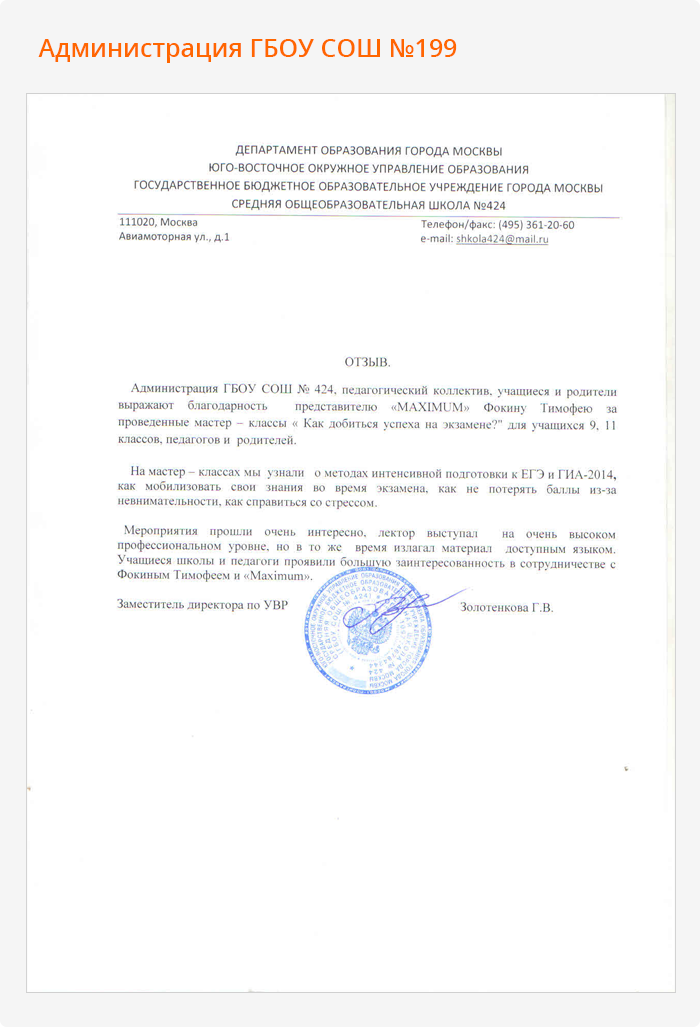 Администрация ГБОУ СОШ №199
ДЕПАРТАМЕНТ ОБРАЗОВАНИЯ ГОРОДА МОСКВЫ
ЮГО-ВОСТОЧНОЕ ОКРУЖНОЕ УПРАВЛЕНИЕ ОБРАЗОВАНИЯ
ГОСУДАРСТВЕННОЕ БЮДЖЕТНОЕ ОБРАЗОВАТЕЛЬНОЕ УЧРЕЖДЕНИЕ ГОРОДА МОСКВЫ
СРЕДНЯЯ ОБЩЕОБРАЗОВАТЕЛЬНАЯ ШКОЛА №424
111020, Москва
Авиамоторная ул., д.1
Телефон/факс: (495) 361-20-60
e-mail: shkola424@mail.ru
ОТЗЫВ.
Администрация ГБОУ СОШ № 424, педагогический коллектив, учащиеся и родители
выражают благодарность представителю «MAXIMUM» Фокину Тимофею за
проведенные мастер – классы « Как добиться успеха на экзамене?" для учащихся 9, 11
классов, педагогов и родителей.
На мастер – классах мы узнали о методах интенсивной подготовки к ЕГЭ и ГИА-2014,
как мобилизовать свои знания во время экзамена, как не потерять баллы из-за
невнимательности, как справиться со стрессом.
Мероприятия прошли очень интересно, лектор выступал на очень высоком
профессиональном уровне, но в то же время излагал материал доступным языком.
Учащиеся школы и педагоги проявили большую заинтересованность в сотрудничестве с
Фокиным Тимофеем и «Maximum».
Заместитель директора по УВР Золотенкова Г.В.